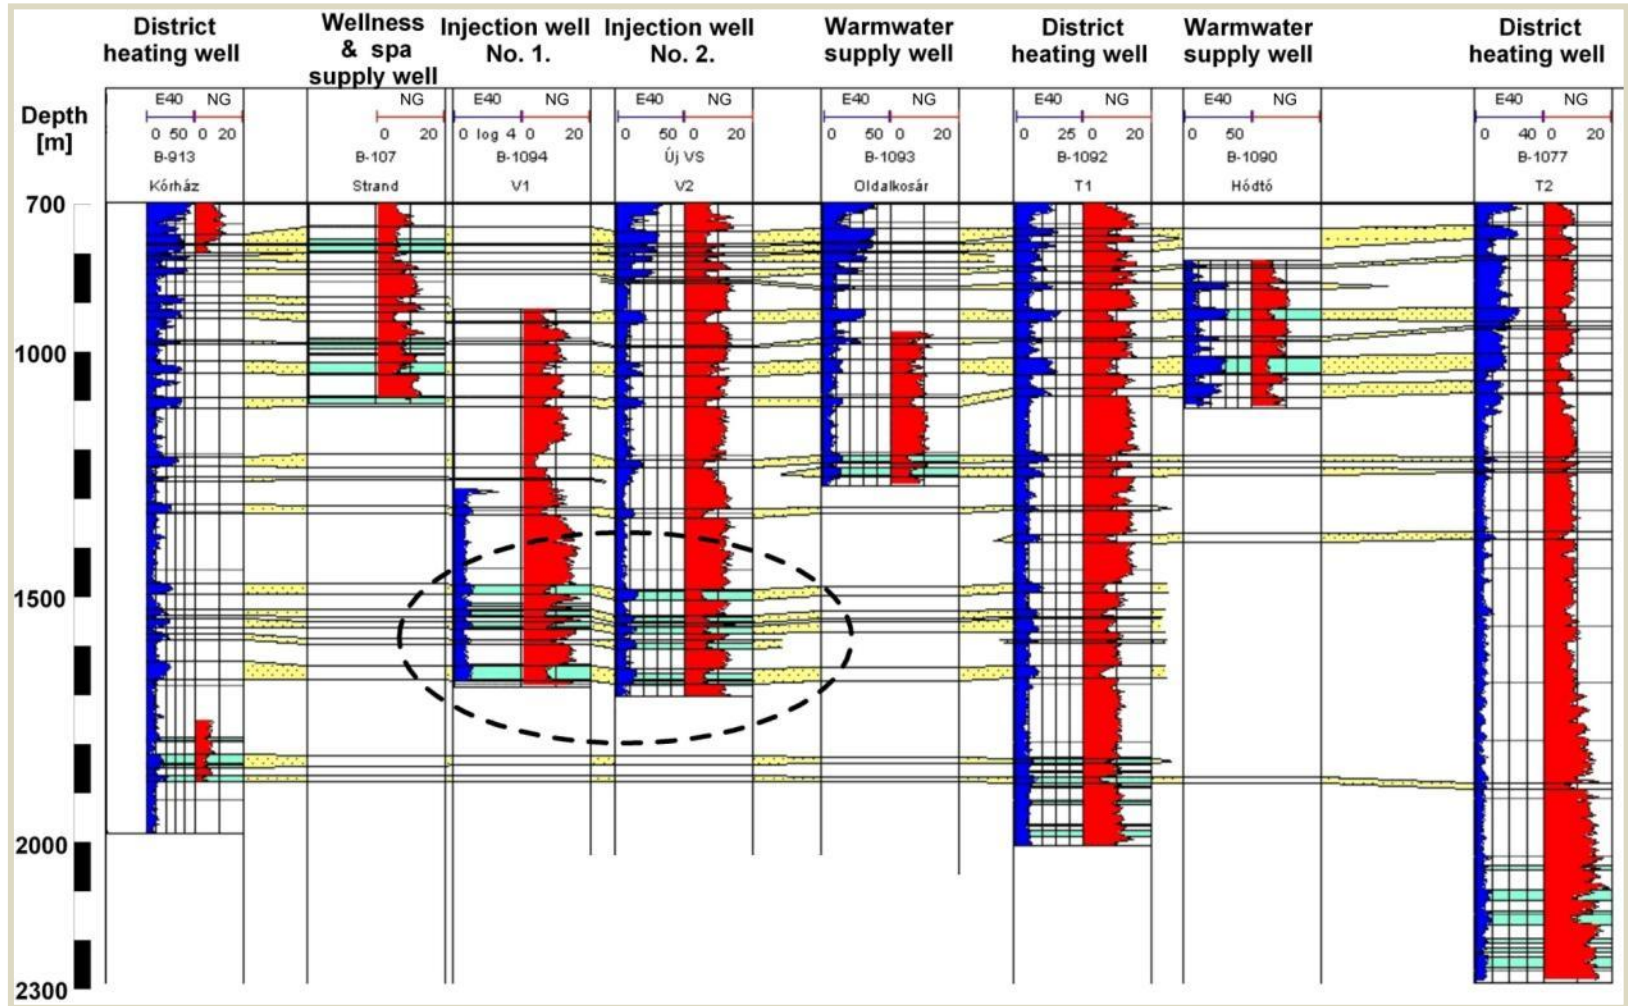 District
heating well
Wellness
& spa
supply well
Injection well
No. 1.
Injection well
No. 2.
Warmwater
supply well
District
heating well
Warmwater
supply well
District
heating well
Depth
[m]
E40 NG
0 50 0 20
B-913
Kórház
NG
0 20
B-107
Strand
E40 NG
0 log 4 0 20
B-1094
V1
E40 NG
0 50 0 20
Új VS
V2
E40 NG
0 50 0 20
B-1093
Oldalkosár
E40 NG
0 25 0 20
B-1092
T1
E40 NG
0 50
B-1090
Hódtó
E40 NG
0 40 0 20
B-1077
T2
700
1000
1500
2000
2300